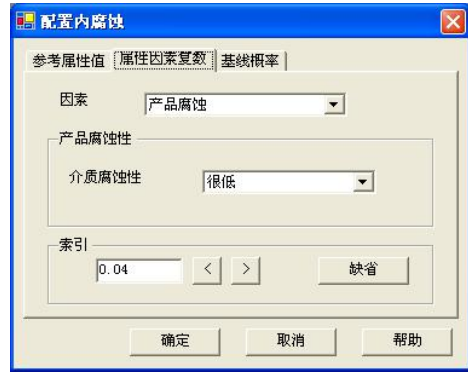 配置内腐蚀
参考属性值 属性因素复数 基线概率
因素 产品腐蚀
产品腐蚀性
介质腐蚀性 很低
索引
0.04 < > 缺省
确定 取消 帮助